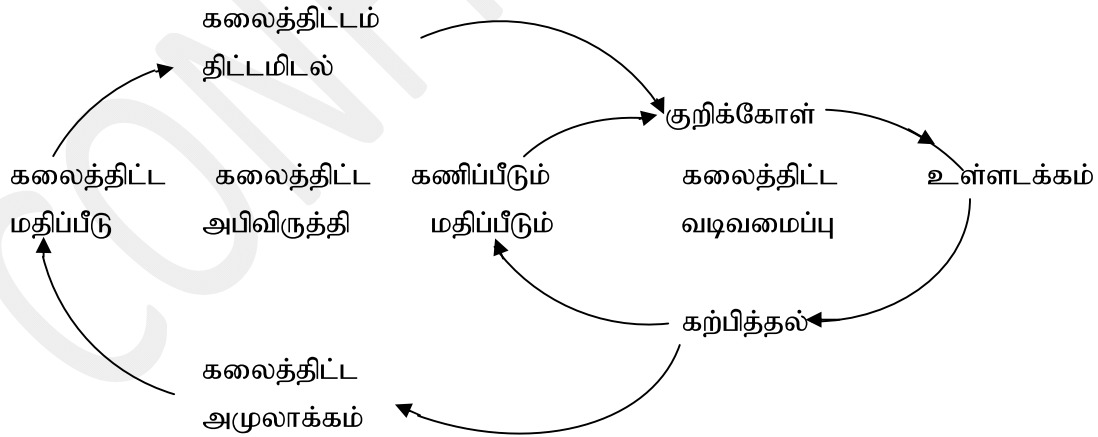 கலைத்திட்டம்
திட்டமிடல்
குறிக்கோள்
கலைத்திட்ட கலைத்திட்ட கணிப்பீடும் கலைத்திட்ட உள்ளடக்கம்
மதிப்பீடு அபிவிருத்தி மதிப்பீடும் வடிவமைப்பு
கற்பித்தல்
கலைத்திட்ட
அமுலாக்கம்